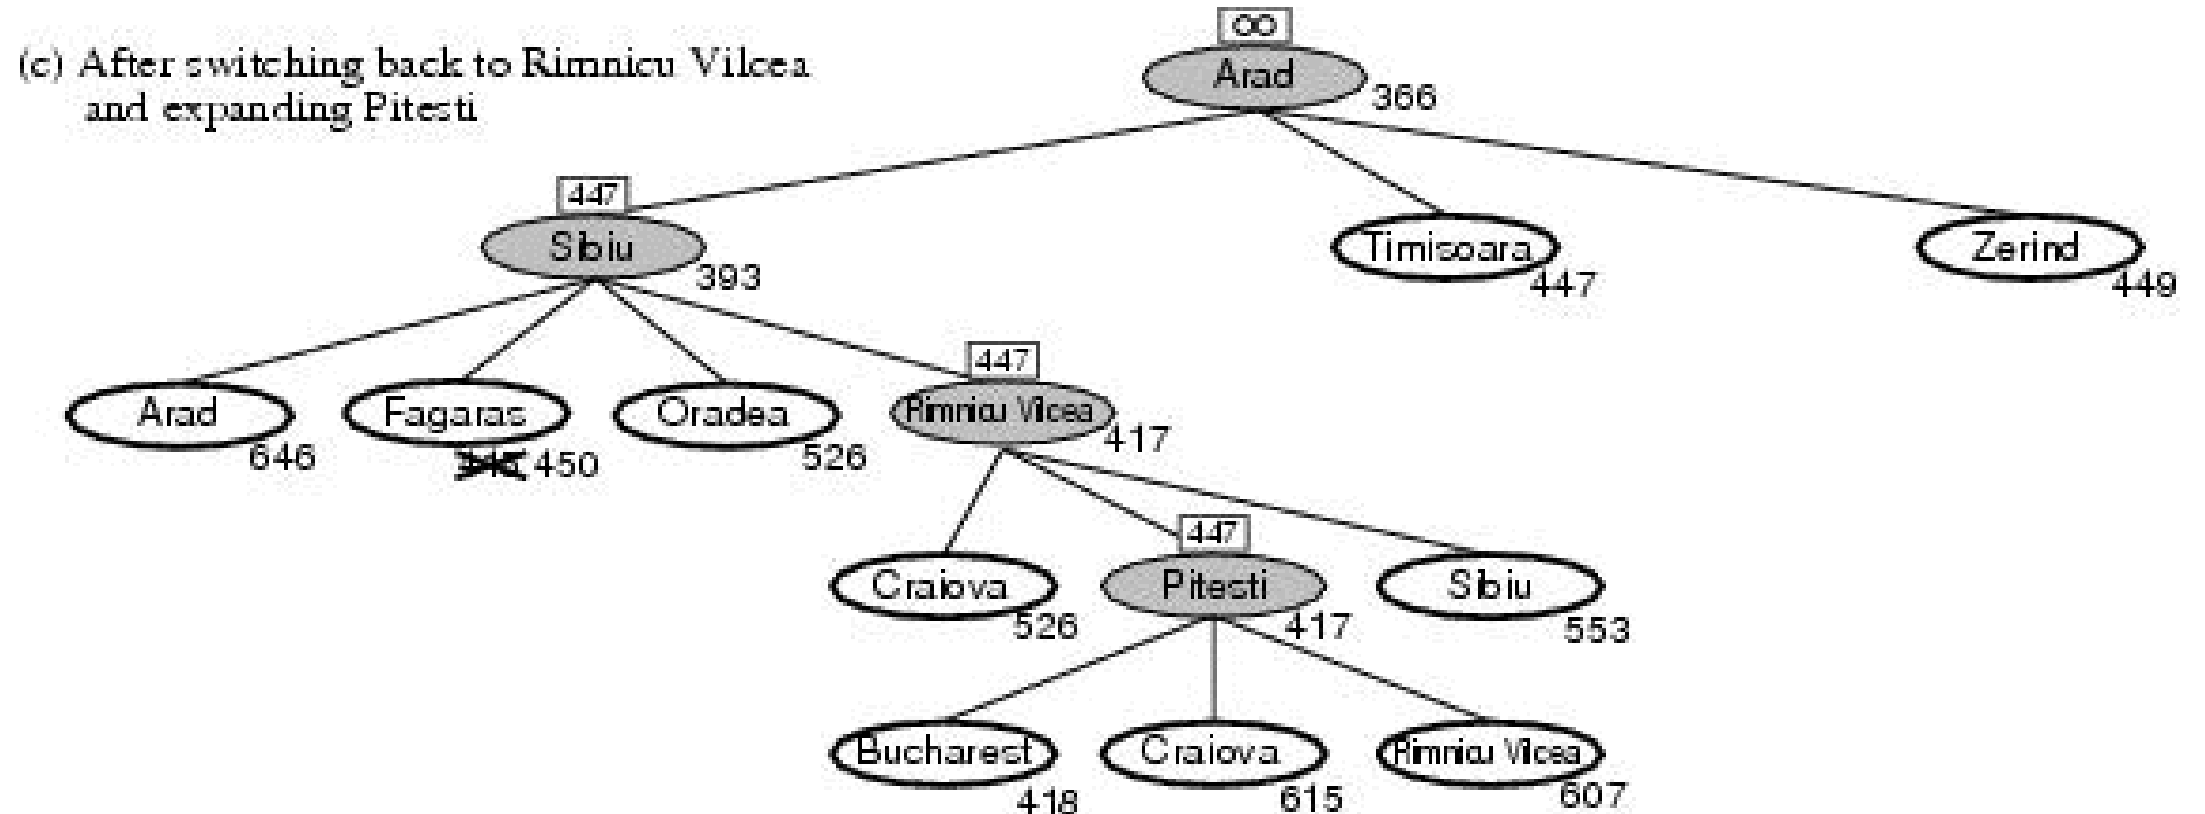 ∞
(c) After switching back to Rimnicu Vilcea
and expanding Pitesti
Arad
366
447
Sibiu
393
Timisoara
447
Zerind
449
447
Arad
646
Fagaras
450
Oradea
526
Rimnicu Vilcea
417
447
Craiova
526
Pitesti
417
Sibiu
553
Bucharest
418
Craiova
615
Rimnicu Vilcea
607